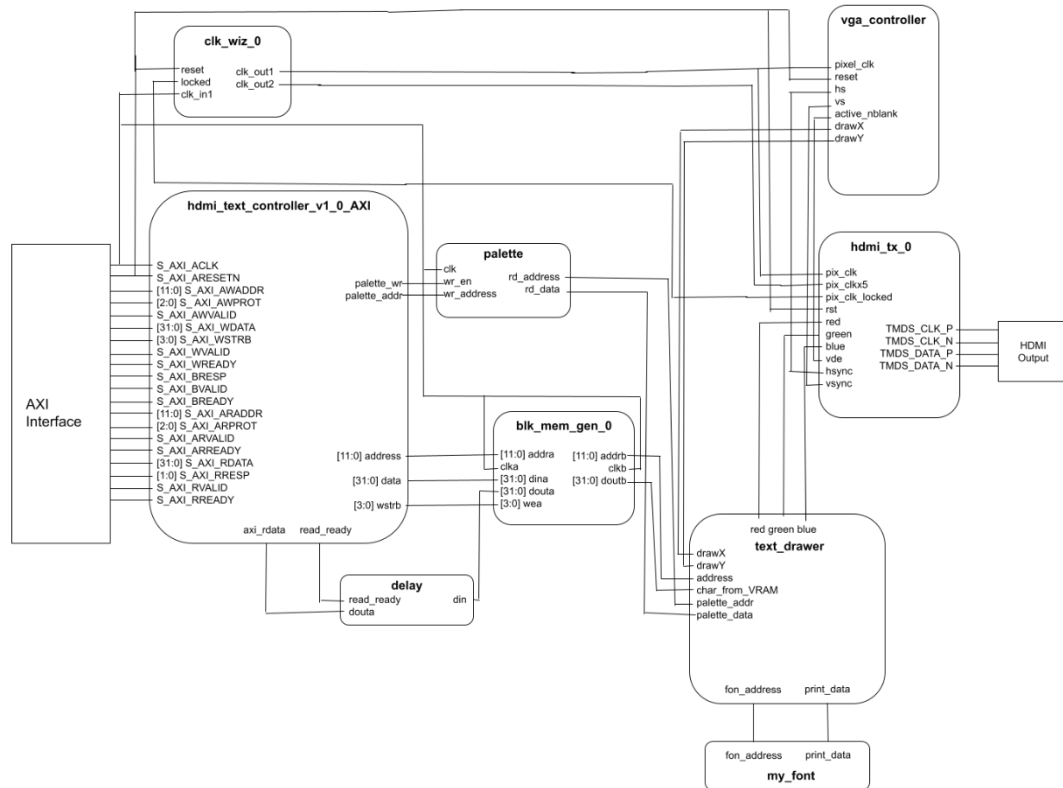 clk_wiz_0
reset
locked
clk_in1
clk_out1
clk_out2
vga_controller
pixel_clk
reset
hs
vs
active_nblank
drawX
drawY
hdmi_text_controller_v1_0_AXI
AXI
Interface
S_AXI_ACLK
S_AXI_ARESETN
[11:0] S_AXI_AWADDR
[2:0] S_AXI_AWPROT
S_AXI_AWVALID
[31:0] S_AXI_WDATA
[3:0] S_AXI_WSTRB
S_AXI_WVALID
S_AXI_WREADY
S_AXI_BRESP
S_AXI_BVALID
S_AXI_BREADY
[11:0] S_AXI_ARADDR
[2:0] S_AXI_ARPROT
S_AXI_ARVALID
S_AXI_ARREADY
[31:0] S_AXI_RDATA
[1:0] S_AXI_RRESP
S_AXI_RVALID
S_AXI_RREADY
palette_wr
palette_addr
[11:0] address
[31:0] data
[3:0] wstrb
axi_rdata read_ready
palette
clk
wr_en
wr_address
rd_address
rd_data
hdmi_tx_0
pix_clk
pix_clkx5
pix_clk_locked
rst
red
green
blue
vde
hsync
vsync
TMDS_CLK_P
TMDS_CLK_N
TMDS_DATA_P
TMDS_DATA_N
HDMI
Output
blk_mem_gen_0
[11:0] addra
clka
[31:0] dina
[31:0] douta
[3:0] wea
[11:0] addrb
clkb
[31:0] doutb
delay
read_ready
douta
din
red green blue
text_drawer
drawX
drawY
address
char_from_VRAM
palette_addr
palette_data
fon_address print_data
fon_address print_data
my_font